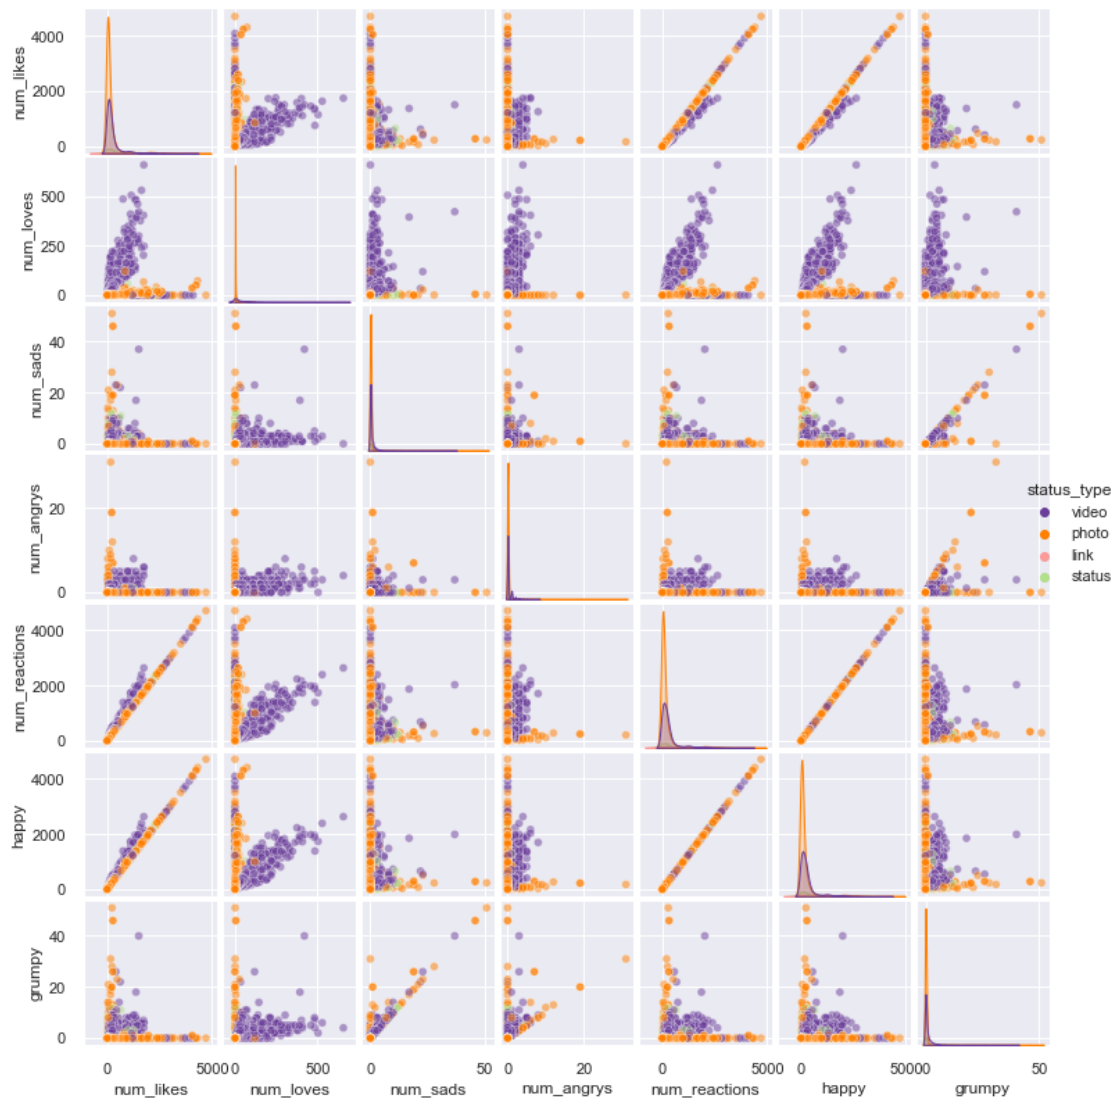 4000
2000
0
num_likes
500
250
0
num_loves
40
20
0
num_sads
20
0
num_angrys
status_type
video
photo
link
status
4000
2000
0
num_reactions
4000
2000
0
happy
40
20
0
grumpy
0 5000 0 500 0 50 0 20 0 5000 0 5000 0 50
num_likes num_loves num_sads num_angrys num_reactions happy grumpy